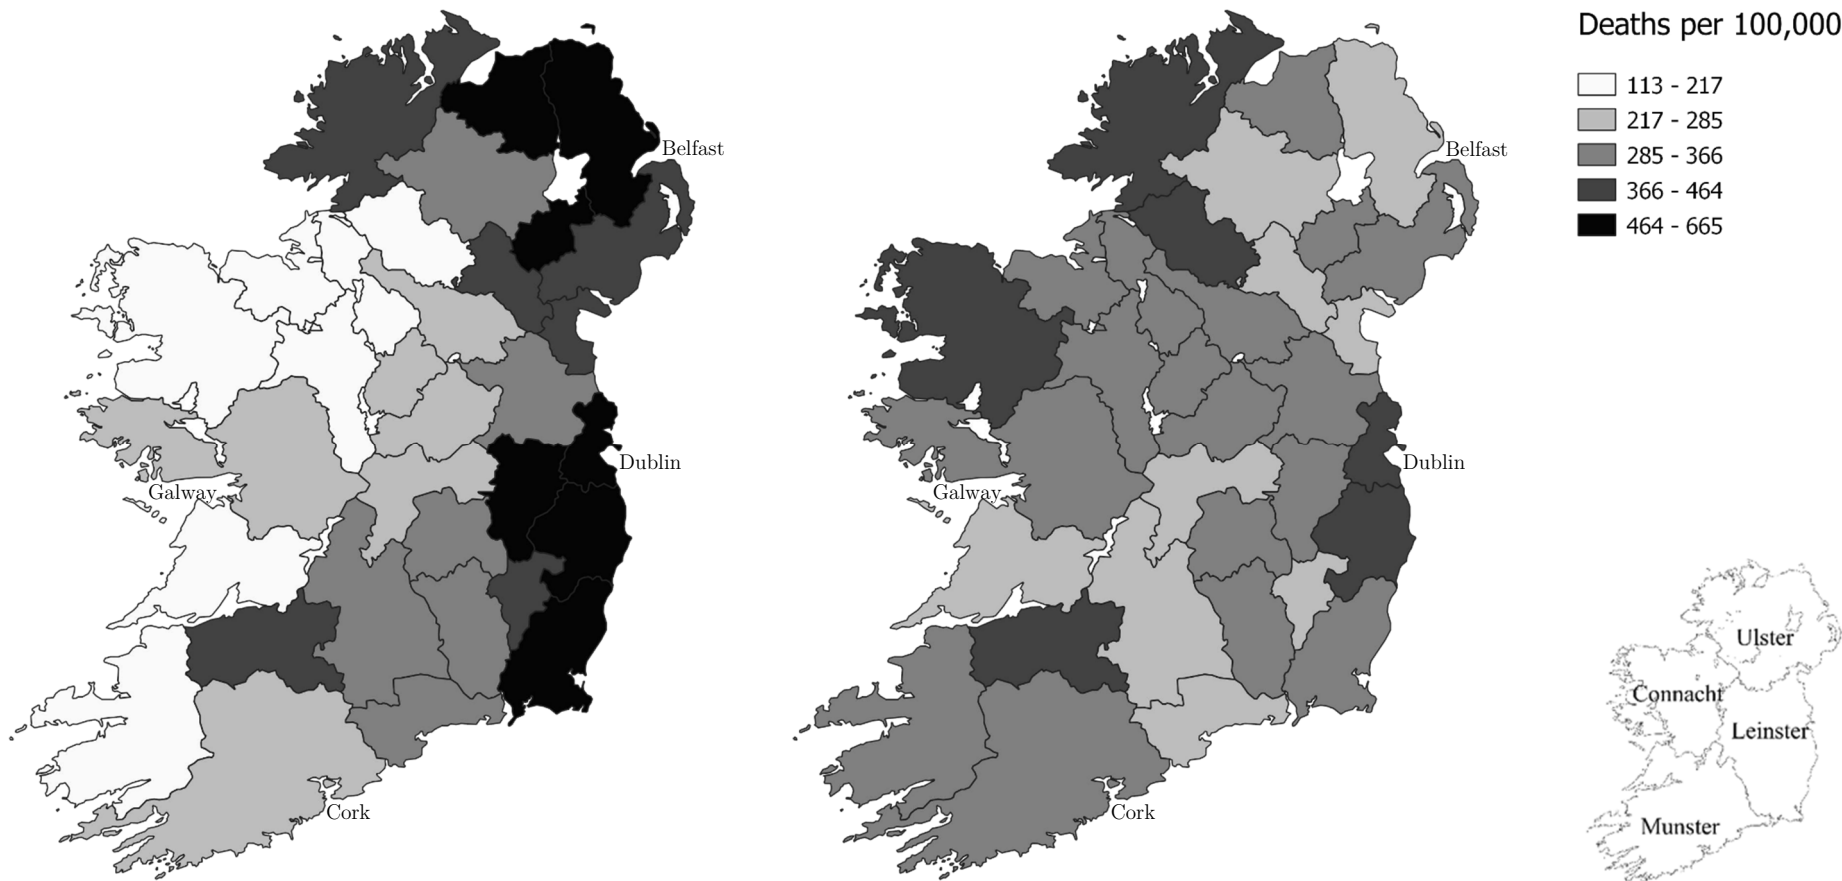 Deaths per 100,000
113 - 217
217 - 285
285 - 366
366 - 464
464 - 665
Belfast
Belfast
Dublin
Dublin
Galway
Galway
Cork
Cork
Ulster
Connacht
Leinster
Munster